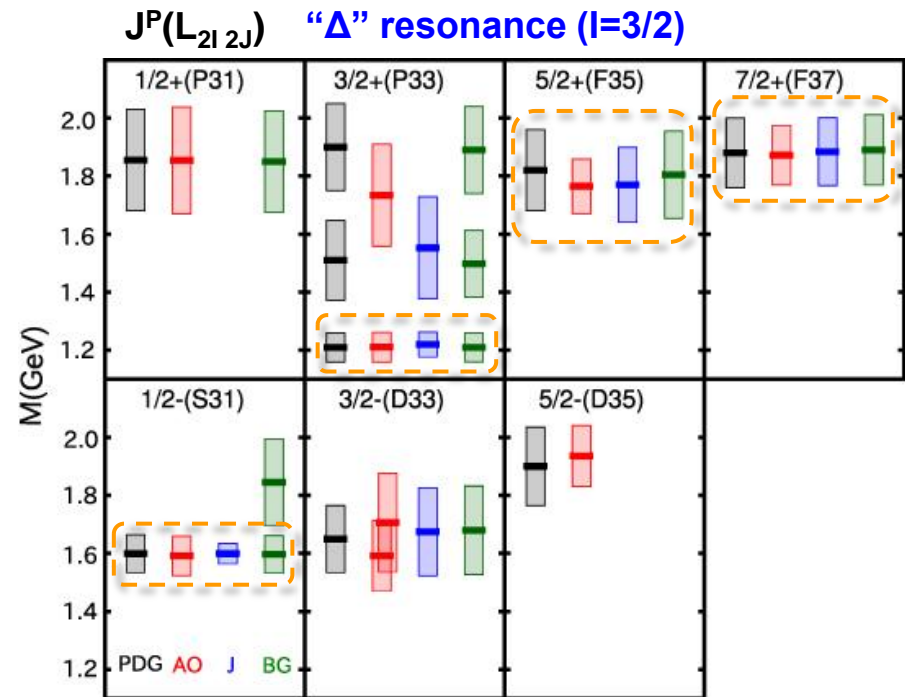 J^P(L_{2I 2J}) “Δ” resonance (I=3/2)
1/2+(P31) 3/2+(P33) 5/2+(F35) 7/2+(F37)
2.0
1.8
1.6
1.4
1.2
M(GeV)
1/2-(S31) 3/2-(D33) 5/2-(D35)
2.0
1.8
1.6
1.4
1.2 PDG AO J BG